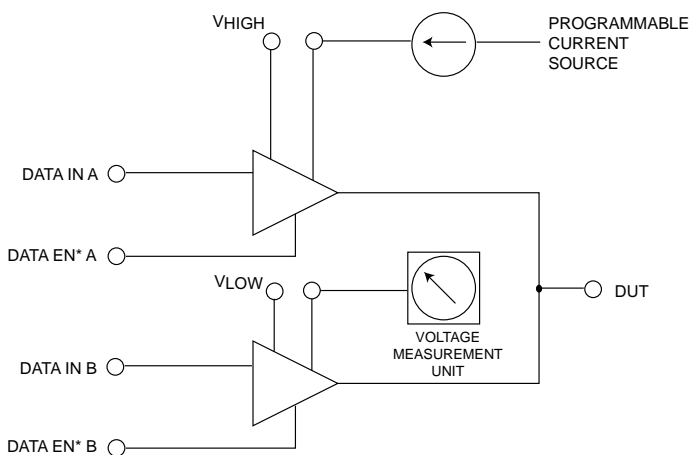 VHIGH
PROGRAMMABLE
CURRENT
SOURCE
DATA IN A
DATA EN* A
VLOW
DUT
VOLTAGE
MEASUREMENT
UNIT
DATA IN B
DATA EN* B